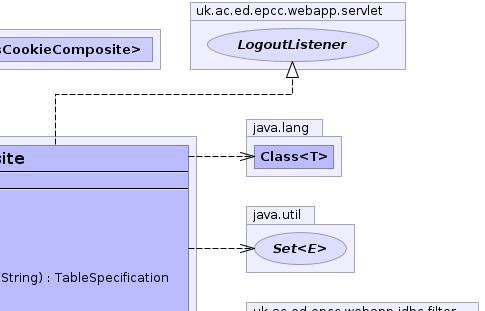 uk.ac.ed.epcc.webapp.servlet
LogoutListener
sCookieComposite>
java.lang
Class<T>
site
java.util
Set<E>
String) : TableSpecification
uk.ac.ed.epcc.webapp.jdbc.filter